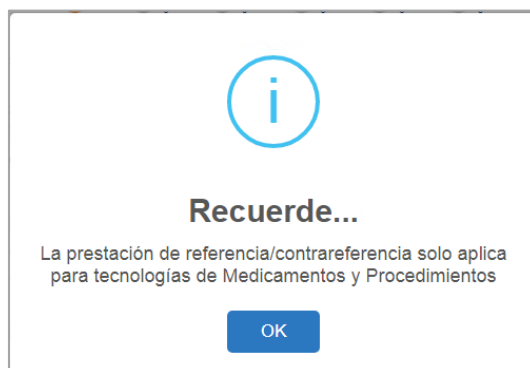 i
Recuerde...
La prestación de referencia/contrareferencia solo aplica
para tecnologías de Medicamentos y Procedimientos
OK